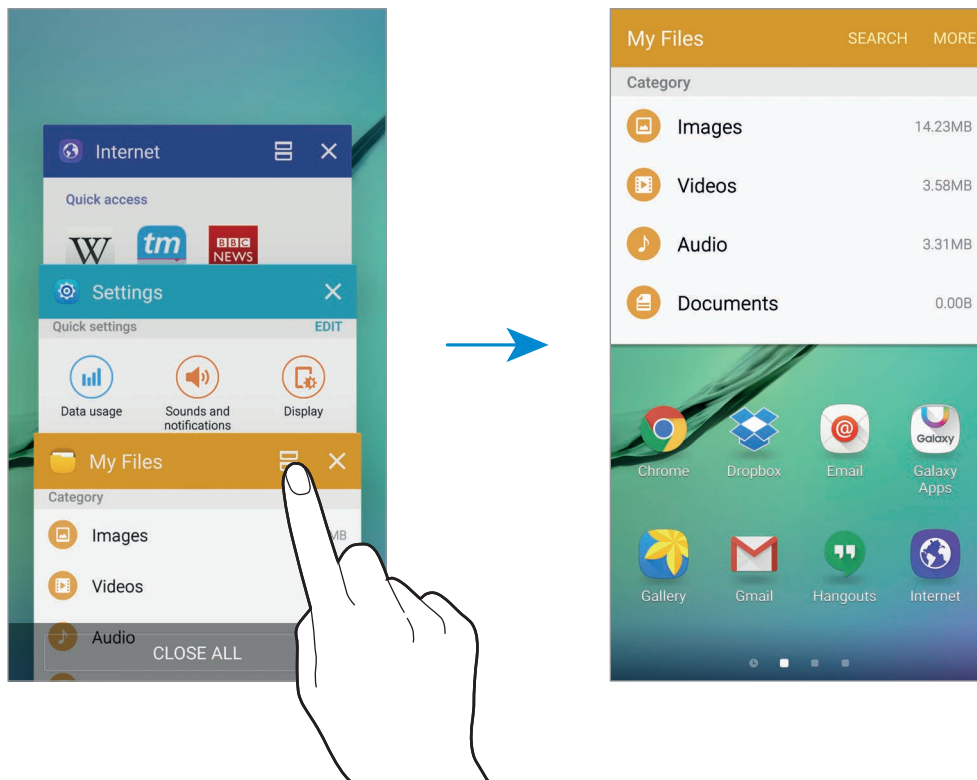 Internet
Quick access
W tm BBC
NEWS
Settings
Quick settings EDIT
Data usage Sounds and Display
notifications
My Files
Category
Images MB
Videos
Audio
CLOSE ALL
My Files SEARCH MORE
Category
Images 14.23MB
Videos 3.58MB
Audio 3.31MB
Documents 0.00B
@ Galaxy
Chrome Dropbox Email Galaxy
Apps
Gallery Gmail Hangouts Internet